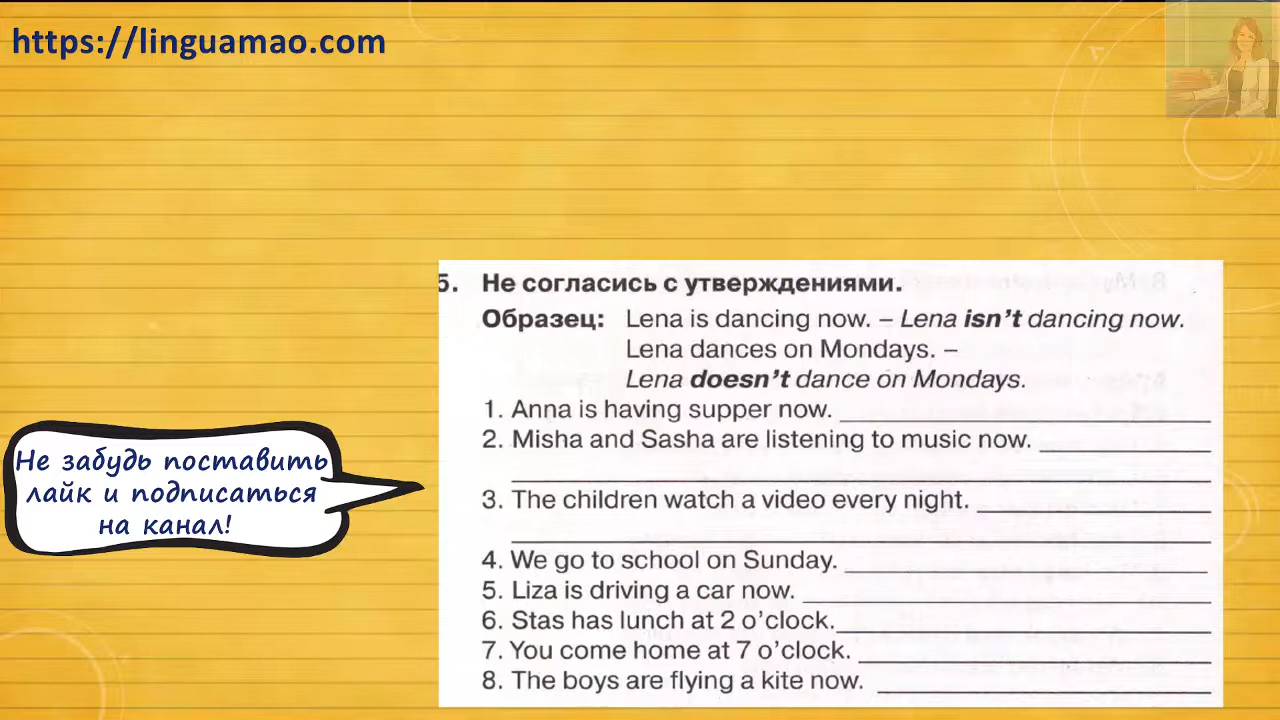 https://linguamao.com
5. Не согласись с утверждениями.
Образец: Lena is dancing now. – Lena isn't dancing now.
Lena dances on Mondays. –
Lena doesn't dance on Mondays.
1. Anna is having supper now.
2. Misha and Sasha are listening to music now.
3. The children watch a video every night.
4. We go to school on Sunday.
5. Liza is driving a car now.
6. Stas has lunch at 2 o'clock.
7. You come home at 7 o'clock.
8. The boys are flying a kite now.
Не забудь поставить
лайк и подписаться
на канал!